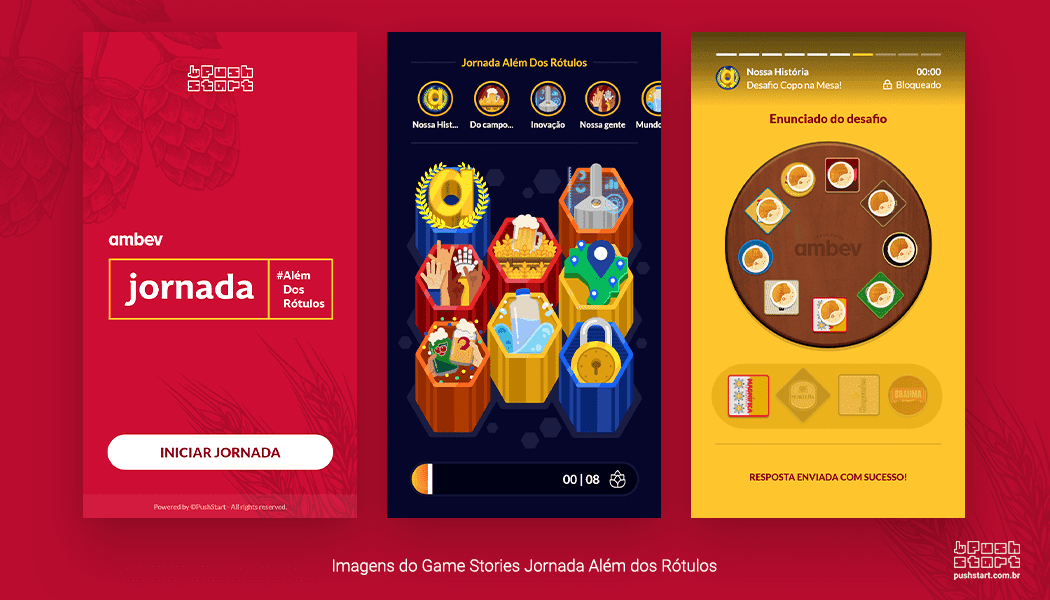 Push
Start
ambev
jornada
#Além
Dos
Rótulos
INICIAR JORNADA
Powered by ©PushStart - All rights reserved.
Jornada Além Dos Rótulos
Nossa Hist... Do campo... Inovação Nossa gente Mundo
a
00 | 08
Nossa História 00:00
Desafio Copo na Mesa! Bloqueado
Enunciado do desafio
ambev
MAGNÍFICA
BRAHMA
RESPOSTA ENVIADA COM SUCESSO!
Imagens do Game Stories Jornada Além dos Rótulos
Push
Start
pushstart.com.br